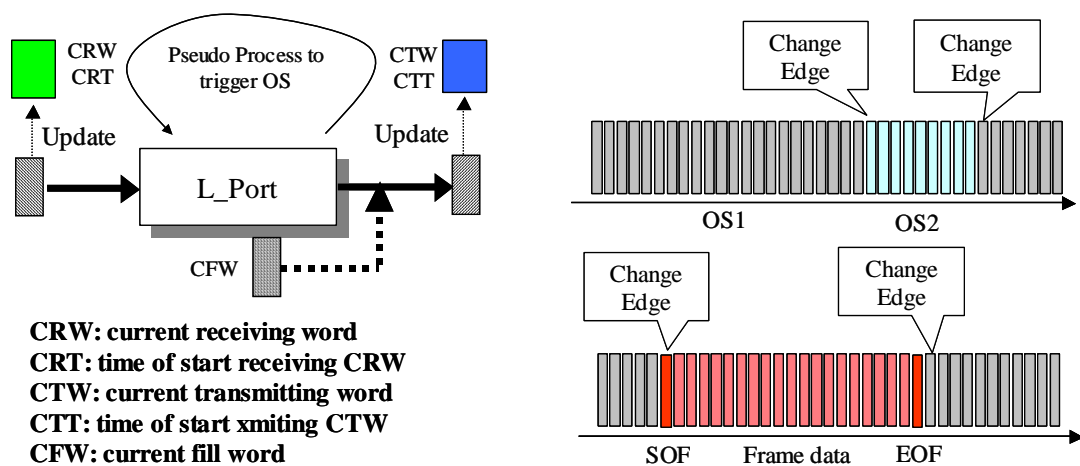 CRW
CRT
Pseudo Process to
trigger OS
CTW
CTT
Update
Update
L_Port
CFW
CRW: current receiving word
CRT: time of start receiving CRW
CTW: current transmitting word
CTT: time of start xmiting CTW
CFW: current fill word
Change
Edge
Change
Edge
OS1
OS2
Change
Edge
Change
Edge
SOF
Frame data
EOF